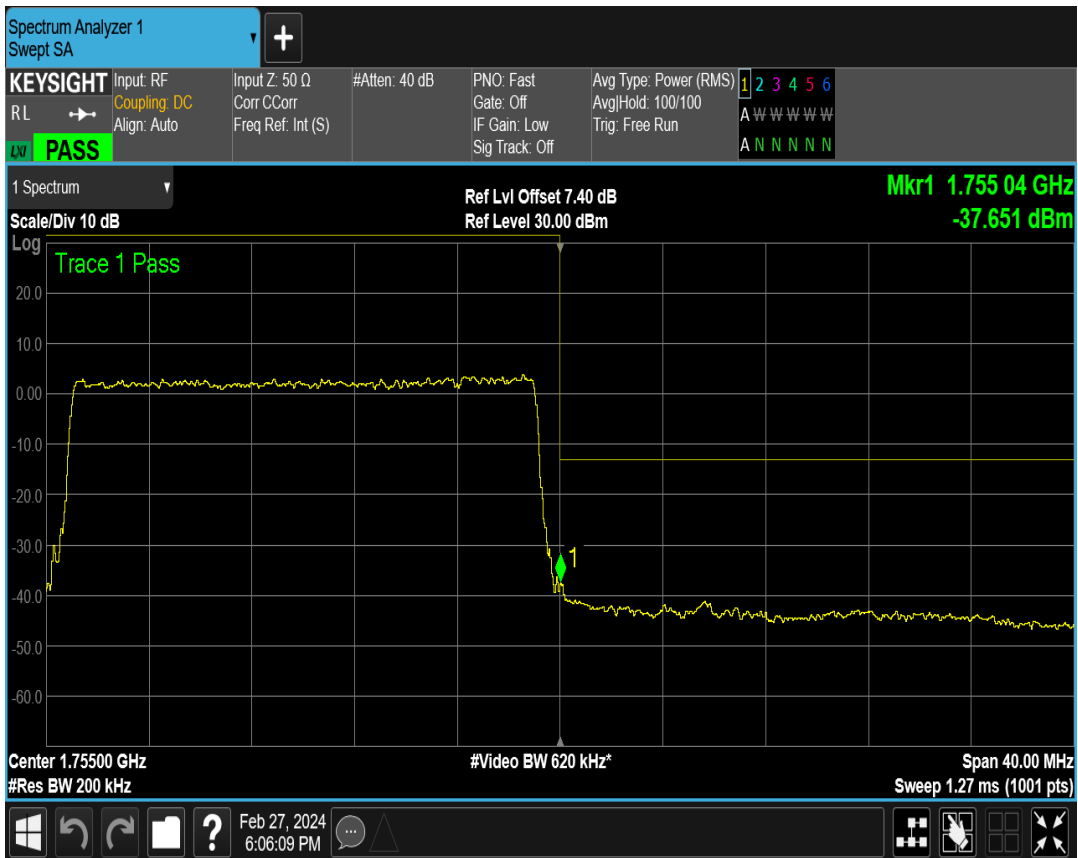 Spectrum Analyzer 1
Swept SA
+
KEYSIGHT
RL
LXI PASS
Input: RF
Coupling: DC
Align: Auto
Input Z: 50 Ω
Corr CCorr
Freq Ref: Int (S)
#Atten: 40 dB
PNO: Fast
Gate: Off
IF Gain: Low
Sig Track: Off
Avg Type: Power (RMS)
Avg|Hold: 100/100
Trig: Free Run
1 2 3 4 5 6
A W W W W W
A N N N N N
1 Spectrum
Scale/Div 10 dB
Ref Lvl Offset 7.40 dB
Ref Level 30.00 dBm
Mkr1 1.755 04 GHz
-37.651 dBm
Log
Trace 1 Pass
20.0
10.0
0.00
-10.0
-20.0
-30.0
1
-40.0
-50.0
-60.0
Center 1.75500 GHz
#Video BW 620 kHz*
Span 40.00 MHz
#Res BW 200 kHz
Sweep 1.27 ms (1001 pts)
?
Feb 27, 2024
6:06:09 PM